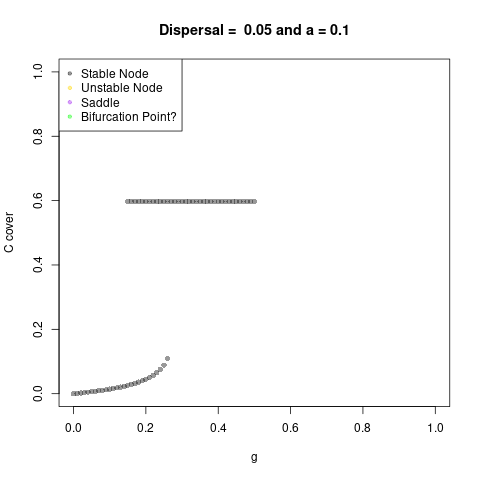 Dispersal = 0.05 and a = 0.1
Stable Node
Unstable Node
Saddle
Bifurcation Point?
C cover
1.0
0.8
0.6
0.4
0.2
0.0
0.0 0.2 0.4 0.6 0.8 1.0
g